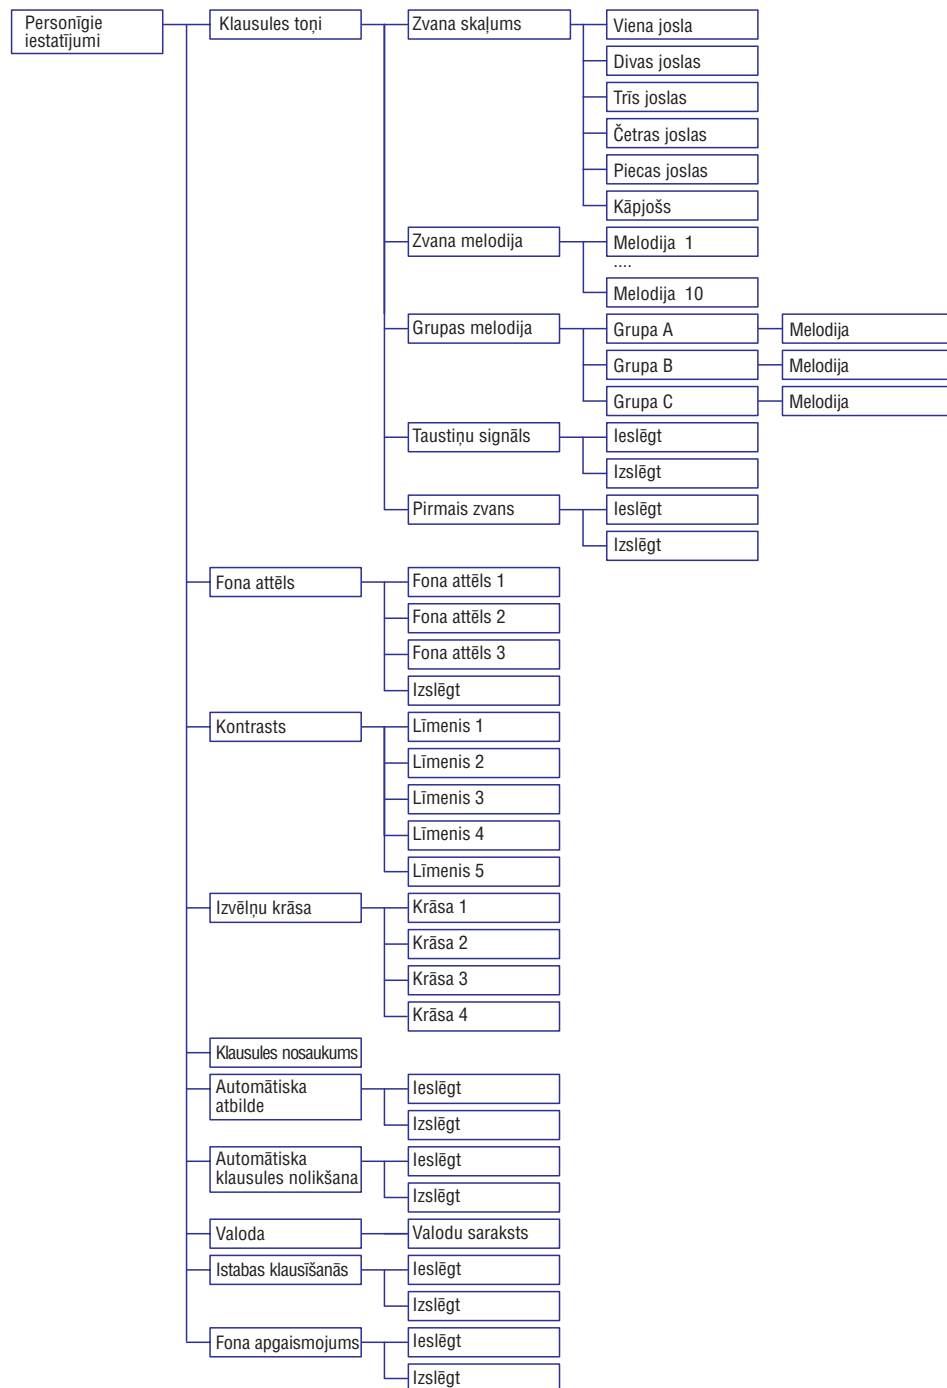 Personīgie
iestatījumi
Klausules toņi
Zvana skaļums
Viena josla
Divas joslas
Trīs joslas
Četras joslas
Piecas joslas
Kāpjošs
Zvana melodija
Melodija 1
....
Melodija 10
Grupas melodija
Grupa A
Melodija
Grupa B
Melodija
Grupa C
Melodija
Taustiņu signāls
Ieslēgt
Izslēgt
Pirmais zvans
Ieslēgt
Izslēgt
Fona attēls
Fona attēls 1
Fona attēls 2
Fona attēls 3
Izslēgt
Kontrasts
Līmenis 1
Līmenis 2
Līmenis 3
Līmenis 4
Līmenis 5
Izvēlņu krāsa
Krāsa 1
Krāsa 2
Krāsa 3
Krāsa 4
Klausules nosaukums
Automātiska
atbilde
Ieslēgt
Izslēgt
Automātiska
klausules nolikšana
Ieslēgt
Izslēgt
Valoda
Valodu saraksts
Istabas klausīšanās
Ieslēgt
Izslēgt
Fona apgaismojums
Ieslēgt
Izslēgt